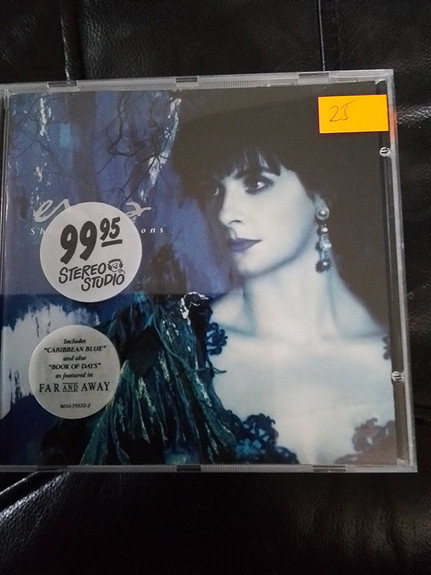 25
99 95
STEREO
STUDIO
Includes
"CARIBBEAN BLUE"
and also
"BOOK OF DAYS"
as featured in
FAR AND AWAY